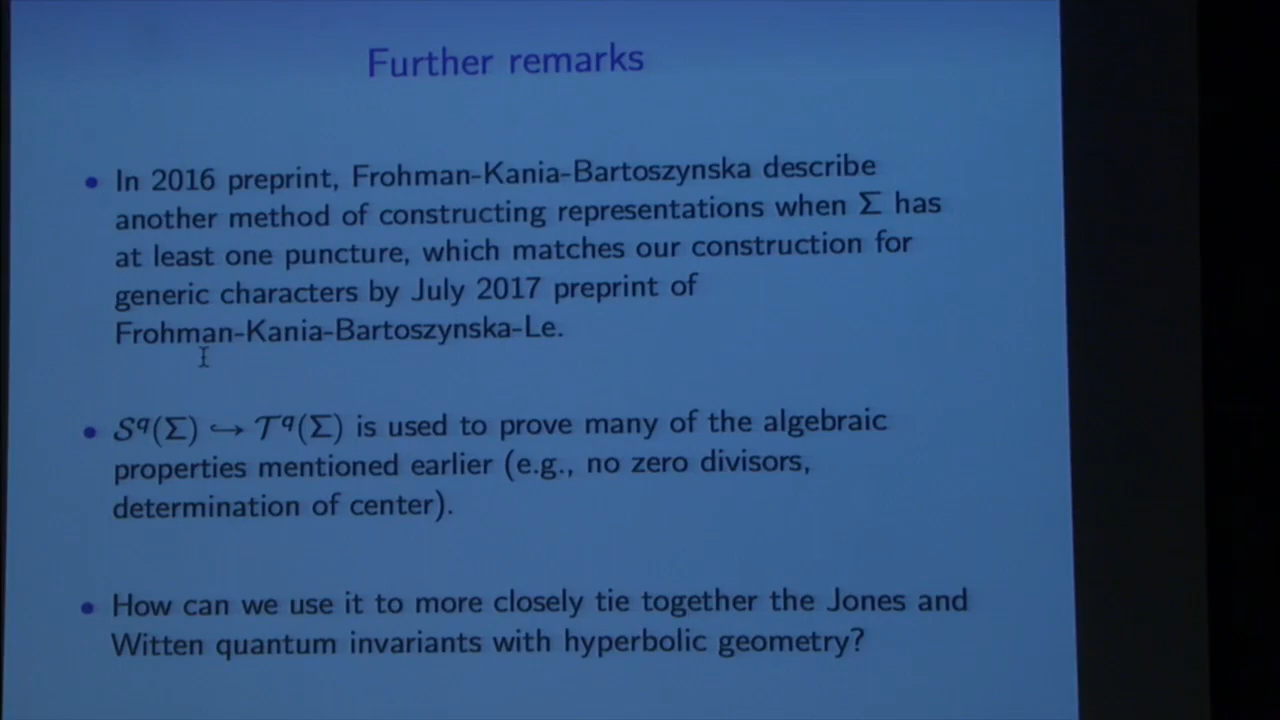 Further remarks
• In 2016 preprint, Frohman-Kania-Bartoszynska describe
another method of constructing representations when Σ has
at least one puncture, which matches our construction for
generic characters by July 2017 preprint of
Frohman-Kania-Bartoszynska-Le.
• 𝒮^q(Σ) ↪ 𝒯^q(Σ) is used to prove many of the algebraic
properties mentioned earlier (e.g., no zero divisors,
determination of center).
• How can we use it to more closely tie together the Jones and
Witten quantum invariants with hyperbolic geometry?